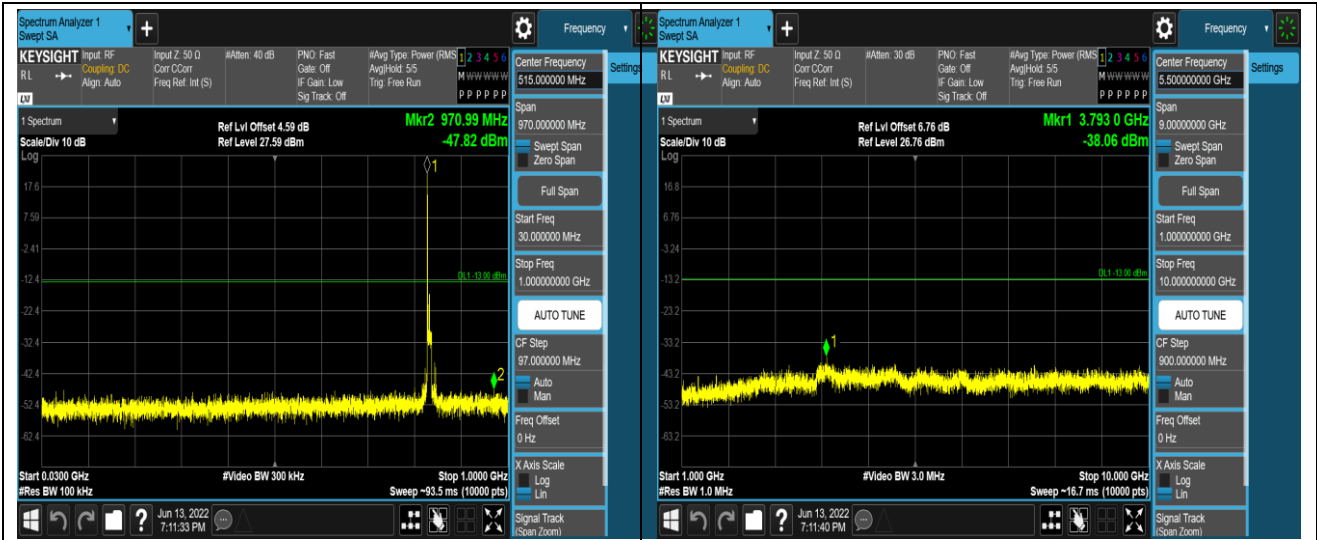 Spectrum Analyzer 1
Swept SA
+
Frequency
KEYSIGHT
RL
LXI
Input: RF
Coupling: DC
Align: Auto
Input Z: 50 Ω
Corr CCorr
Freq Ref: Int (S)
#Atten: 40 dB
PNO: Fast
Gate: Off
IF Gain: Low
Sig Track: Off
#Avg Type: Power (RMS
Avg|Hold: 5/5
Trig: Free Run
1 2 3 4 5 6
M W W W W W
P P P P P P
Center Frequency
515.000000 MHz
Settings
1 Spectrum
Scale/Div 10 dB
Log
Ref Lvl Offset 4.59 dB
Ref Level 27.59 dBm
Mkr2 970.99 MHz
-47.82 dBm
17.6
7.59
-2.41
-12.4
-22.4
-32.4
-42.4
-52.4
-62.4
1
DL1 -13.00 dBm
2
Start 0.0300 GHz
#Res BW 100 kHz
#Video BW 300 kHz
Stop 1.0000 GHz
Sweep ~93.5 ms (10000 pts)
Span
970.000000 MHz
Swept Span
Zero Span
Full Span
Start Freq
30.000000 MHz
Stop Freq
1.000000000 GHz
AUTO TUNE
CF Step
97.000000 MHz
Auto
Man
Freq Offset
0 Hz
X Axis Scale
Log
Lin
Signal Track
(Span Zoom)
?
Jun 13, 2022
7:11:33 PM
Spectrum Analyzer 1
Swept SA
+
Frequency
KEYSIGHT
RL
LXI
Input: RF
Coupling: DC
Align: Auto
Input Z: 50 Ω
Corr CCorr
Freq Ref: Int (S)
#Atten: 30 dB
PNO: Fast
Gate: Off
IF Gain: Low
Sig Track: Off
#Avg Type: Power (RMS
Avg|Hold: 5/5
Trig: Free Run
1 2 3 4 5 6
M W W W W W
P P P P P P
Center Frequency
5.500000000 GHz
Settings
1 Spectrum
Scale/Div 10 dB
Log
Ref Lvl Offset 6.76 dB
Ref Level 26.76 dBm
Mkr1 3.793 0 GHz
-38.06 dBm
16.8
6.76
-3.24
-13.2
-23.2
-33.2
-43.2
-53.2
-63.2
DL1 -13.00 dBm
1
Start 1.000 GHz
#Res BW 1.0 MHz
#Video BW 3.0 MHz
Stop 10.000 GHz
Sweep ~16.7 ms (10000 pts)
Span
9.00000000 GHz
Swept Span
Zero Span
Full Span
Start Freq
1.000000000 GHz
Stop Freq
10.000000000 GHz
AUTO TUNE
CF Step
900.000000 MHz
Auto
Man
Freq Offset
0 Hz
X Axis Scale
Log
Lin
Signal Track
(Span Zoom)
?
Jun 13, 2022
7:11:40 PM